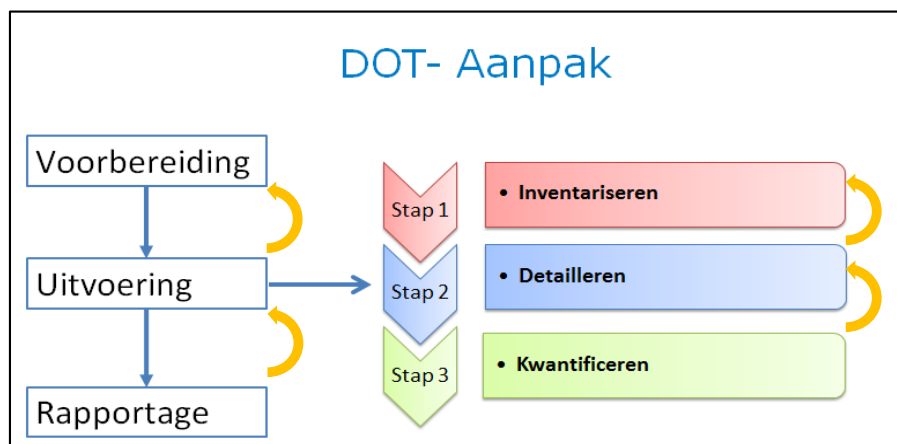 DOT- Aanpak
Voorbereiding
Uitvoering
Rapportage
Stap 1
• Inventariseren
Stap 2
• Detailleren
Stap 3
• Kwantificeren